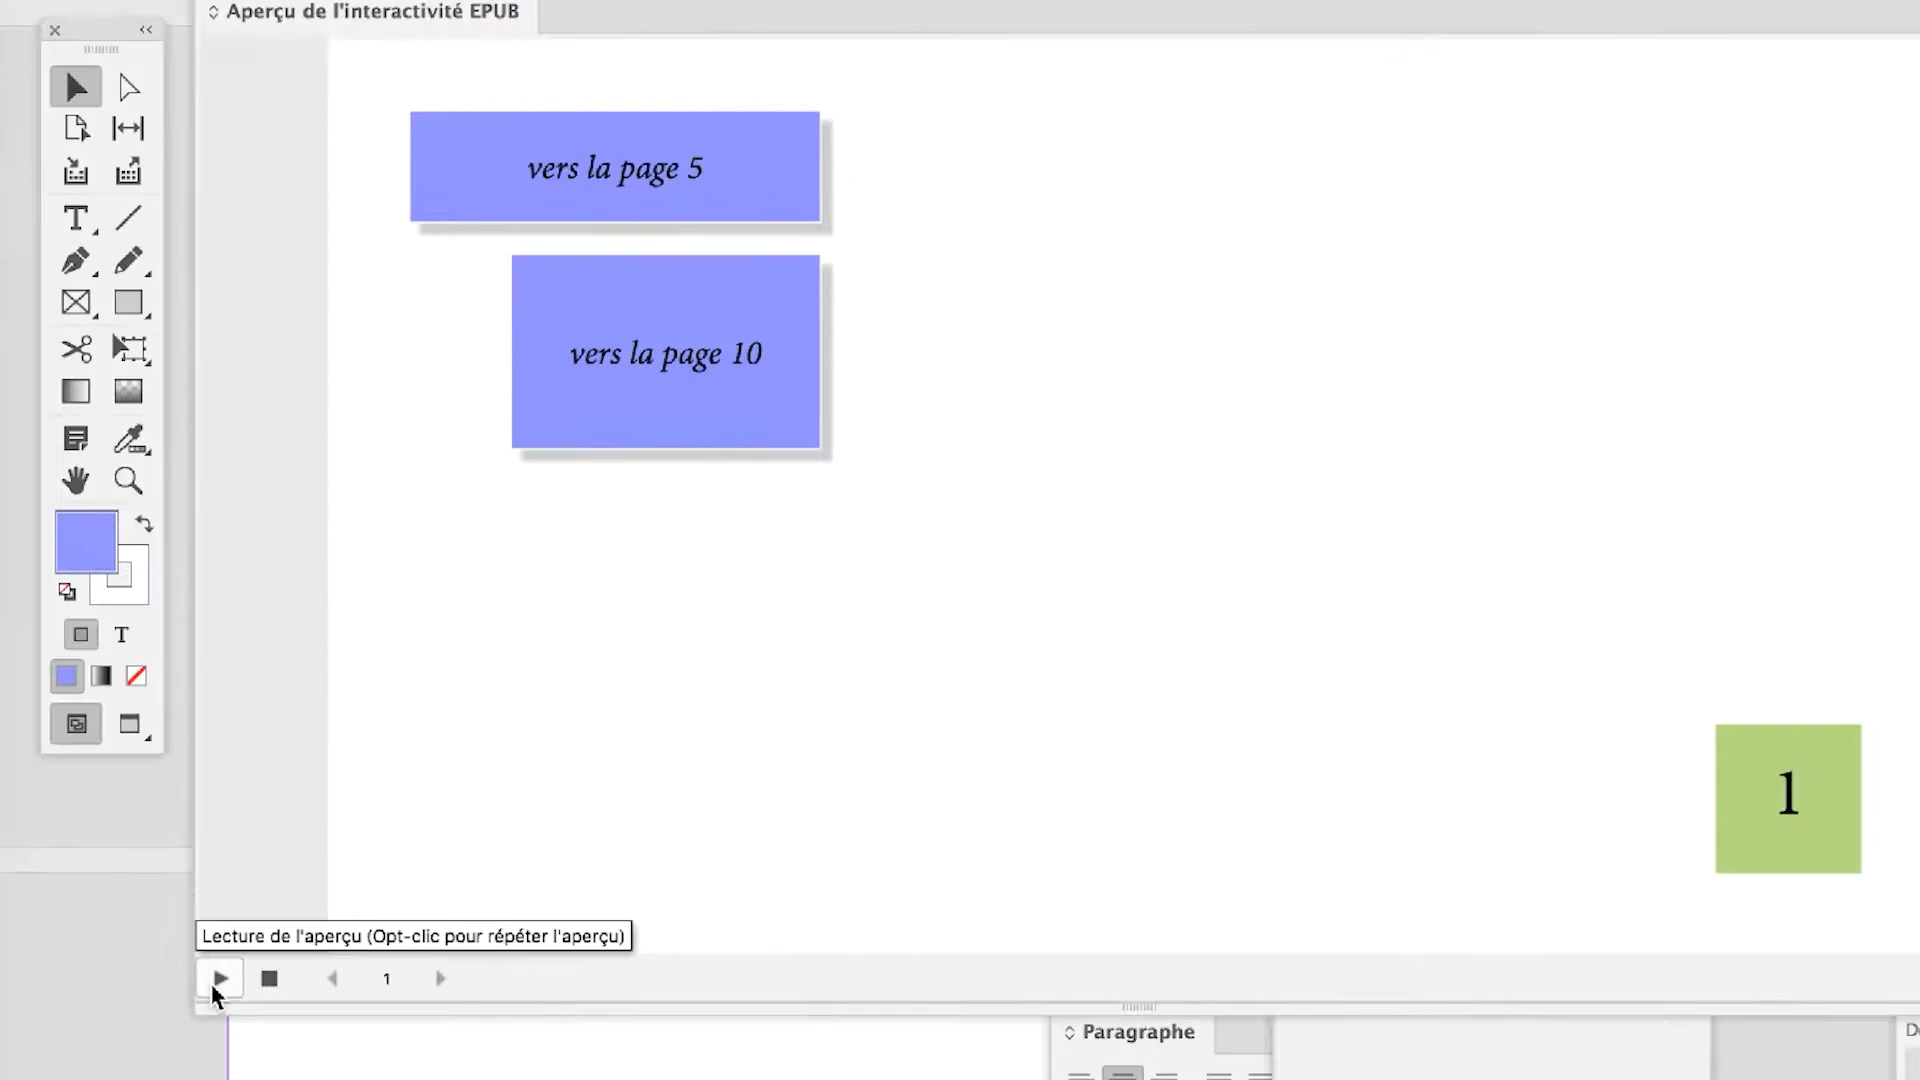 Aperçu de l'interactivité EPUB
vers la page 5
vers la page 10
1
Lecture de l'aperçu (Opt-clic pour répéter l'aperçu)
1
Paragraphe